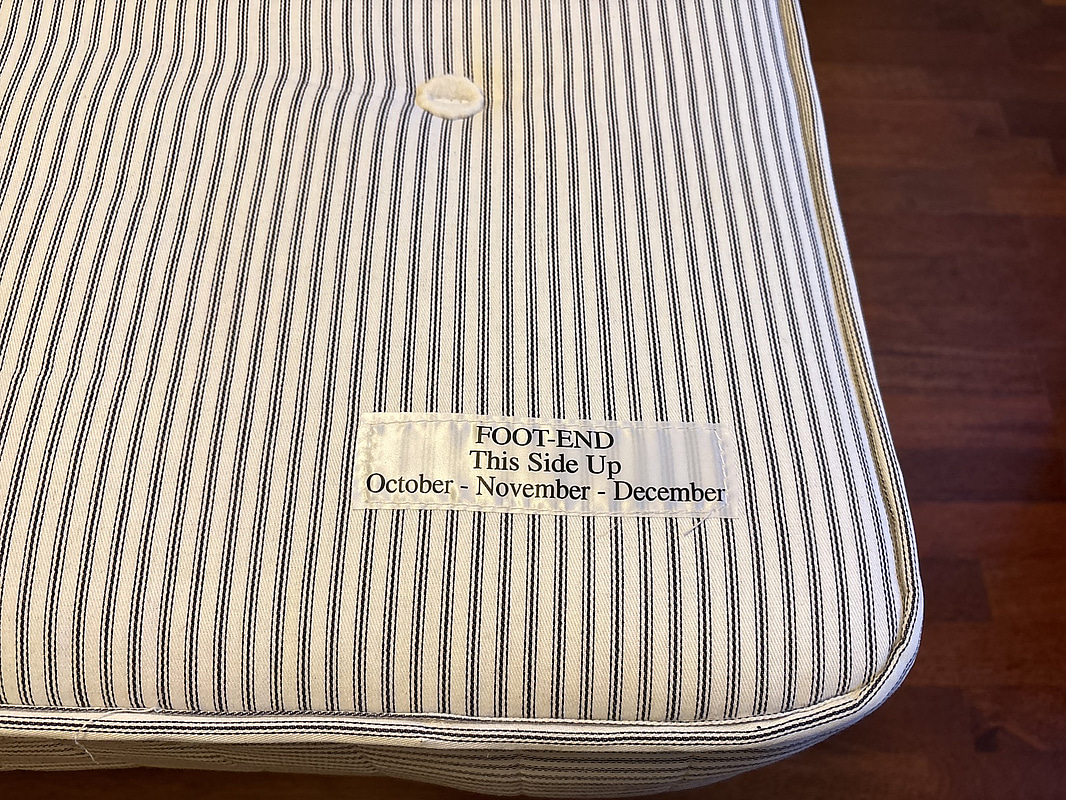 FOOT-END
This Side Up
October - November - December